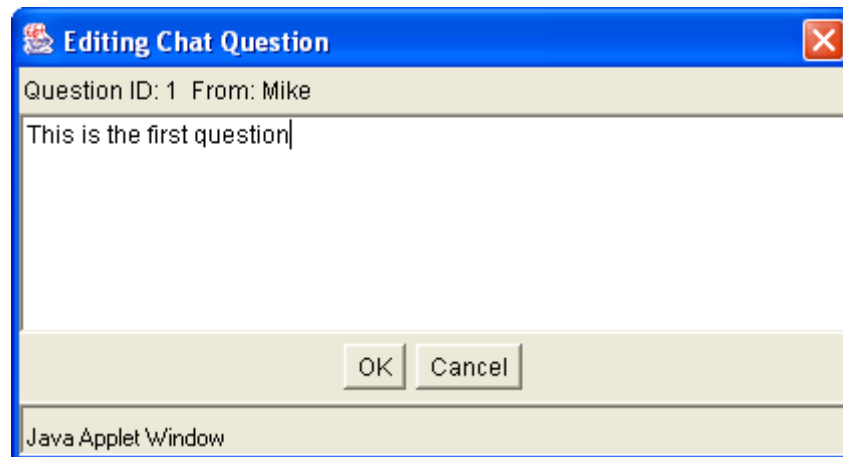 Editing Chat Question
Question ID: 1 From: Mike
This is the first question
OK Cancel
Java Applet Window